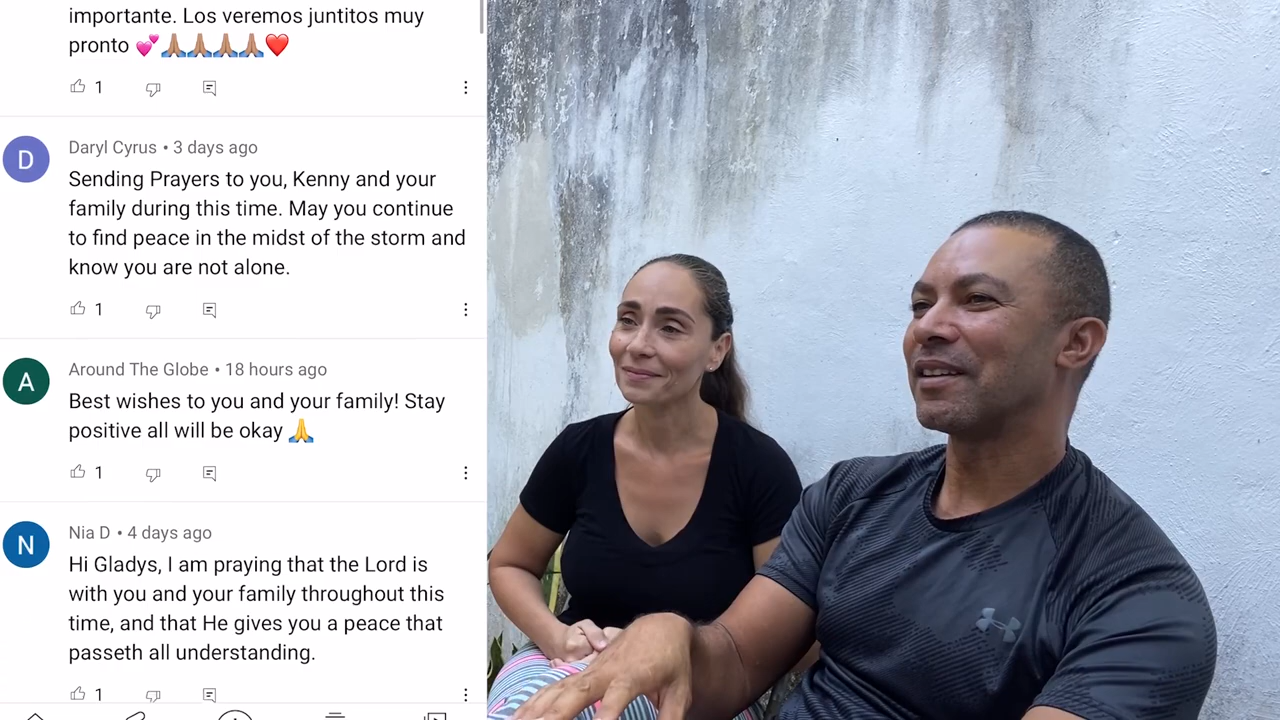 importante. Los veremos juntitos muy
pronto 💕🙏🏽🙏🏽🙏🏽🙏🏽❤️
1
D
Daryl Cyrus • 3 days ago
Sending Prayers to you, Kenny and your
family during this time. May you continue
to find peace in the midst of the storm and
know you are not alone.
1
A
Around The Globe • 18 hours ago
Best wishes to you and your family! Stay
positive all will be okay 🙏
1
N
Nia D • 4 days ago
Hi Gladys, I am praying that the Lord is
with you and your family throughout this
time, and that He gives you a peace that
passeth all understanding.
1